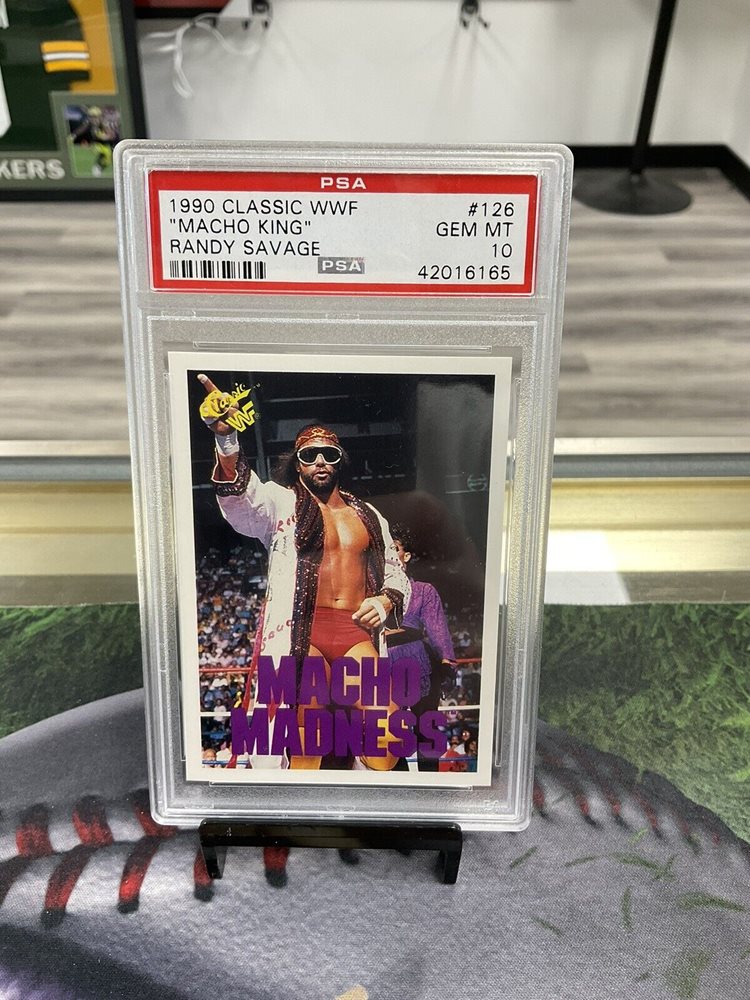 KERS
PSA
1990 CLASSIC WWF #126
"MACHO KING" GEM MT
RANDY SAVAGE 10
PSA 42016165
Classic
WF
MACHO
MADNESS